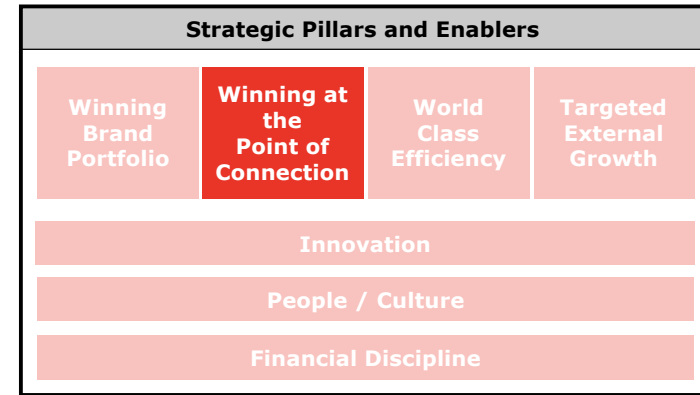 Strategic Pillars and Enablers
Winning
Brand
Portfolio
Winning at
the
Point of
Connection
World
Class
Efficiency
Targeted
External
Growth
Innovation
People / Culture
Financial Discipline